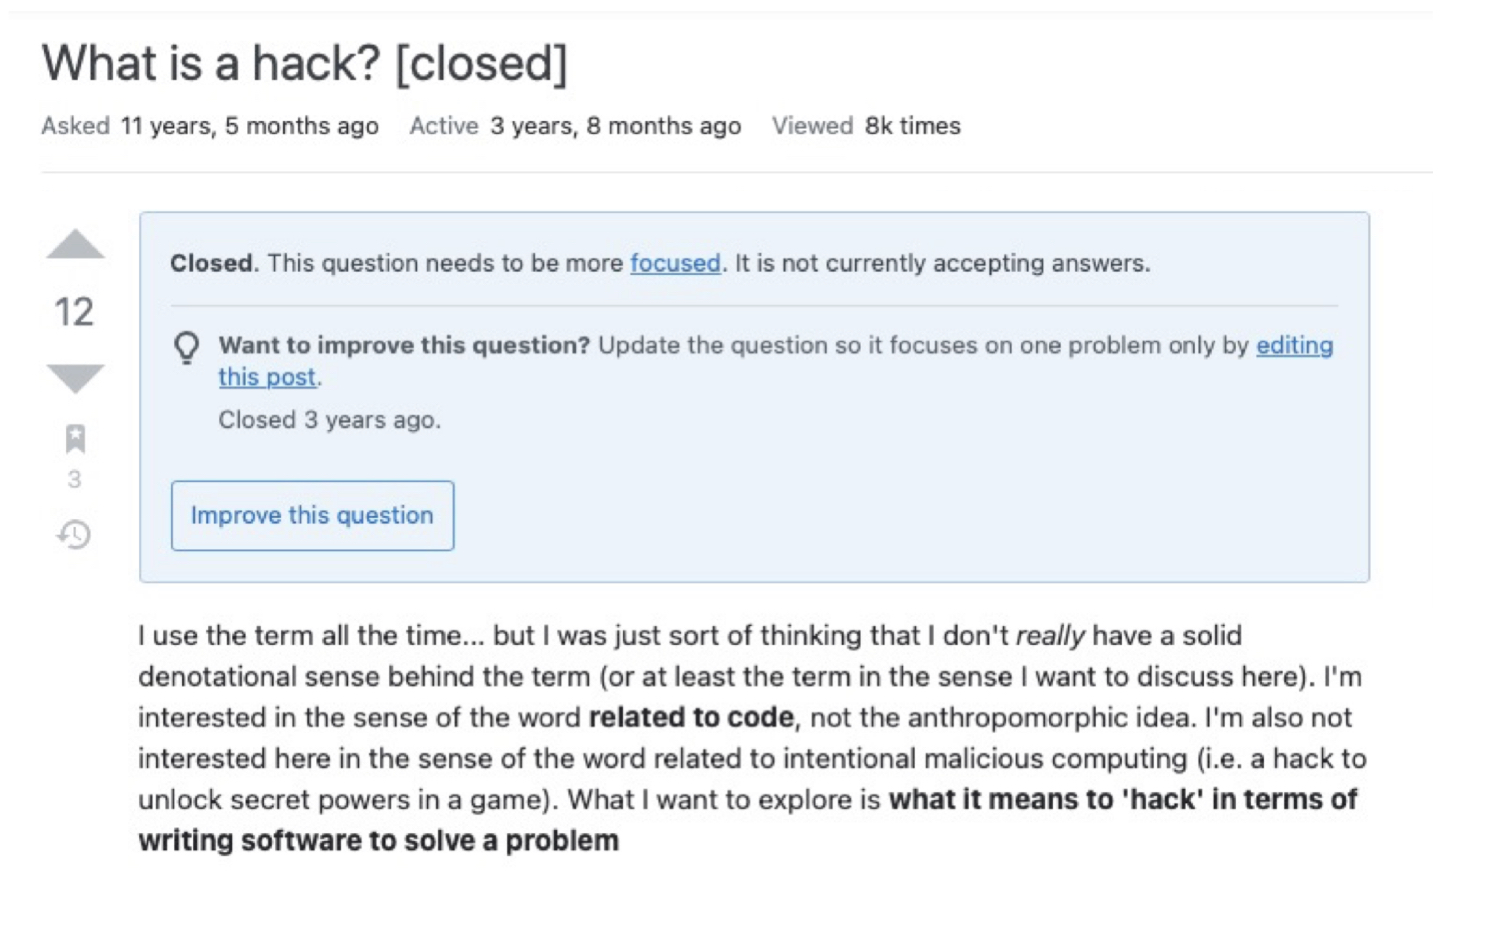 What is a hack? [closed]
Asked 11 years, 5 months ago Active 3 years, 8 months ago Viewed 8k times
12
3
Closed. This question needs to be more focused. It is not currently accepting answers.
Want to improve this question? Update the question so it focuses on one problem only by editing
this post.
Closed 3 years ago.
Improve this question
I use the term all the time... but I was just sort of thinking that I don't really have a solid
denotational sense behind the term (or at least the term in the sense I want to discuss here). I'm
interested in the sense of the word related to code, not the anthropomorphic idea. I'm also not
interested here in the sense of the word related to intentional malicious computing (i.e. a hack to
unlock secret powers in a game). What I want to explore is what it means to 'hack' in terms of
writing software to solve a problem